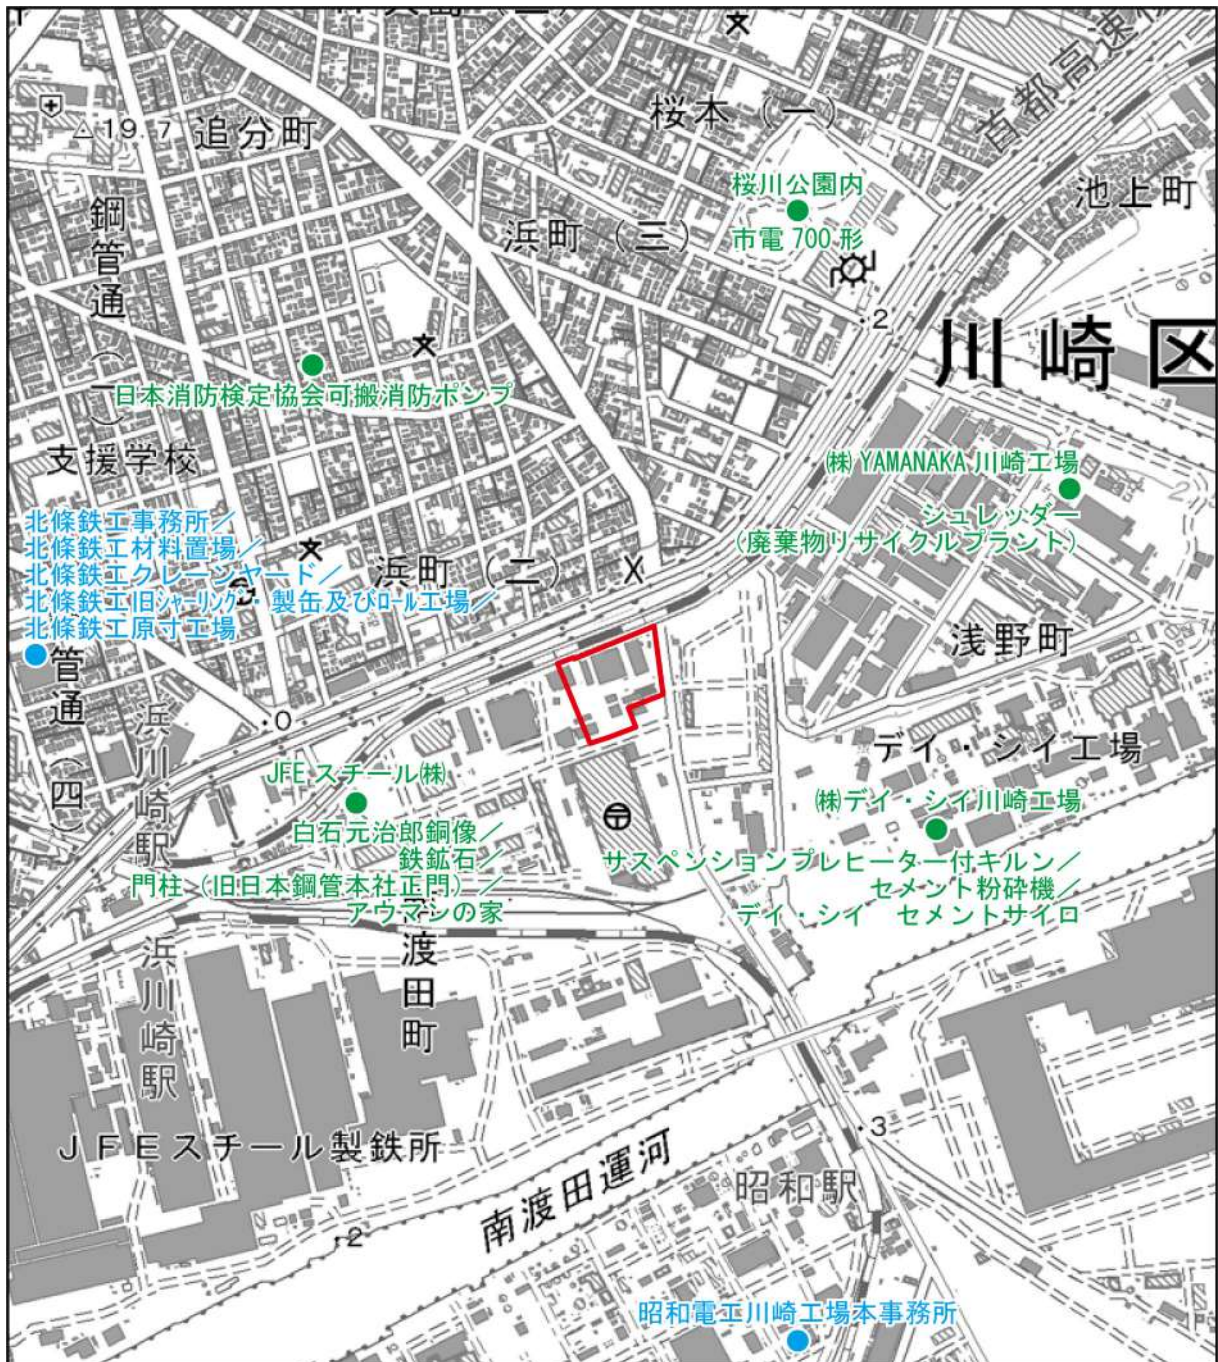 桜本(一)
首都高速
19.7
追分町
池上町
桜川公園内
市電 700 形
浜町(三)
鋼管通(二)
2
川崎区
日本消防検定協会可搬消防ポンプ
支援学校
㈱ YAMANAKA 川崎工場
シュレッダー
(廃棄物リサイクルプラント)
2
北條鉄工事務所/
北條鉄工材料置場/
北條鉄工クレーンヤード/
北條鉄工旧シャーリング・製缶及びロール工場/
北條鉄工原寸工場
浜町(二)
浅野町
管通(四)
浜川崎駅
0
デイ・シイ工場
JFE スチール㈱
白石元治郎銅像/
鉄鉱石/
門柱(旧日本鋼管本社正門)/
アウマンの家
㈱デイ・シイ川崎工場
サスペンションプレヒーター付キルン/
セメント粉砕機/
デイ・シイ セメントサイロ
渡田町
浜川崎駅
JFEスチール製鉄所
3
南渡田運河
昭和駅
2
昭和電工川崎工場本事務所